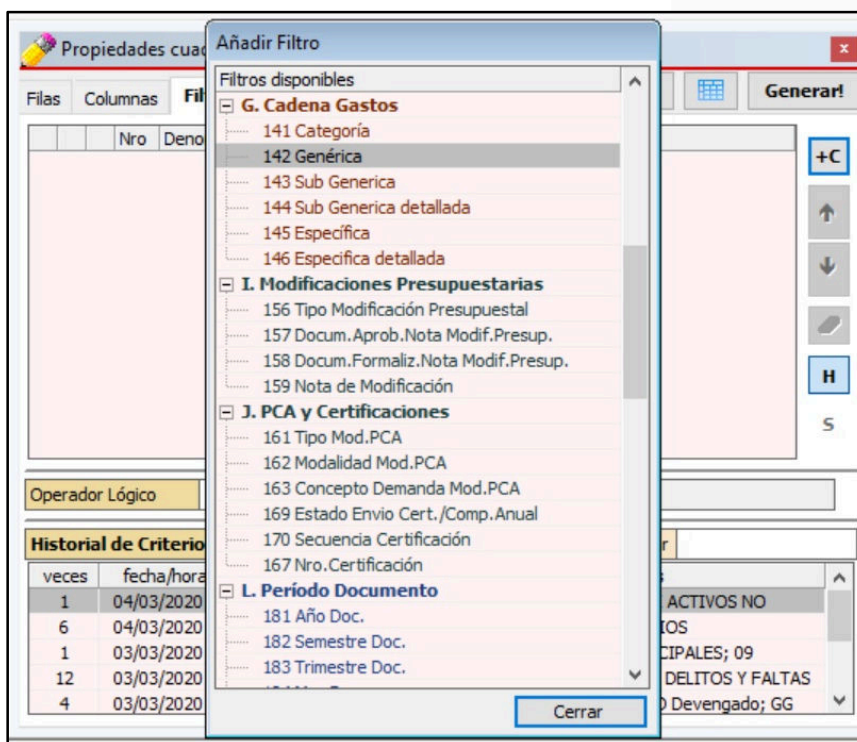 Propiedades cuad
Añadir Filtro
x
Filas Columnas Fil
Generar!
Nro Deno
+C
H
S
Filtros disponibles
G. Cadena Gastos
141 Categoría
142 Genérica
143 Sub Generica
144 Sub Generica detallada
145 Específica
146 Especifica detallada
I. Modificaciones Presupuestarias
156 Tipo Modificación Presupuestal
157 Docum.Aprob.Nota Modif.Presup.
158 Docum.Formaliz.Nota Modif.Presup.
159 Nota de Modificación
J. PCA y Certificaciones
161 Tipo Mod.PCA
162 Modalidad Mod.PCA
163 Concepto Demanda Mod.PCA
169 Estado Envio Cert./Comp.Anual
170 Secuencia Certificación
167 Nro.Certificación
L. Período Documento
181 Año Doc.
182 Semestre Doc.
183 Trimestre Doc.
Cerrar
Operador Lógico
Historial de Criterio r
veces fecha/hora s
1 04/03/2020 ACTIVOS NO
6 04/03/2020 IOS
1 03/03/2020 CIPALES; 09
12 03/03/2020 DELITOS Y FALTAS
4 03/03/2020 Devengado; GG